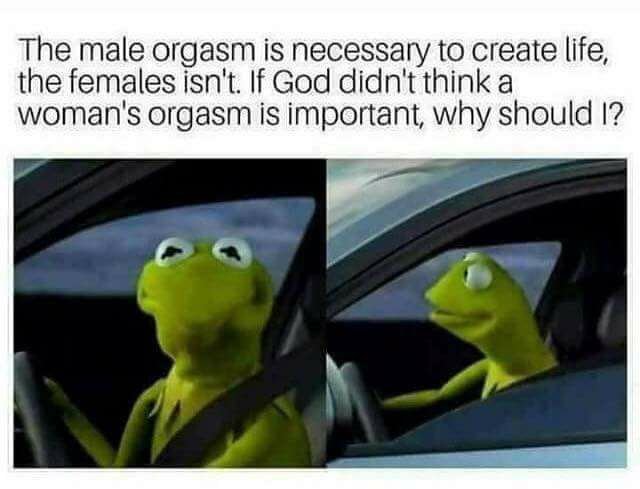 The male orgasm is necessary to create life,
the females isn't. If God didn't think a
woman's orgasm is important, why should I?